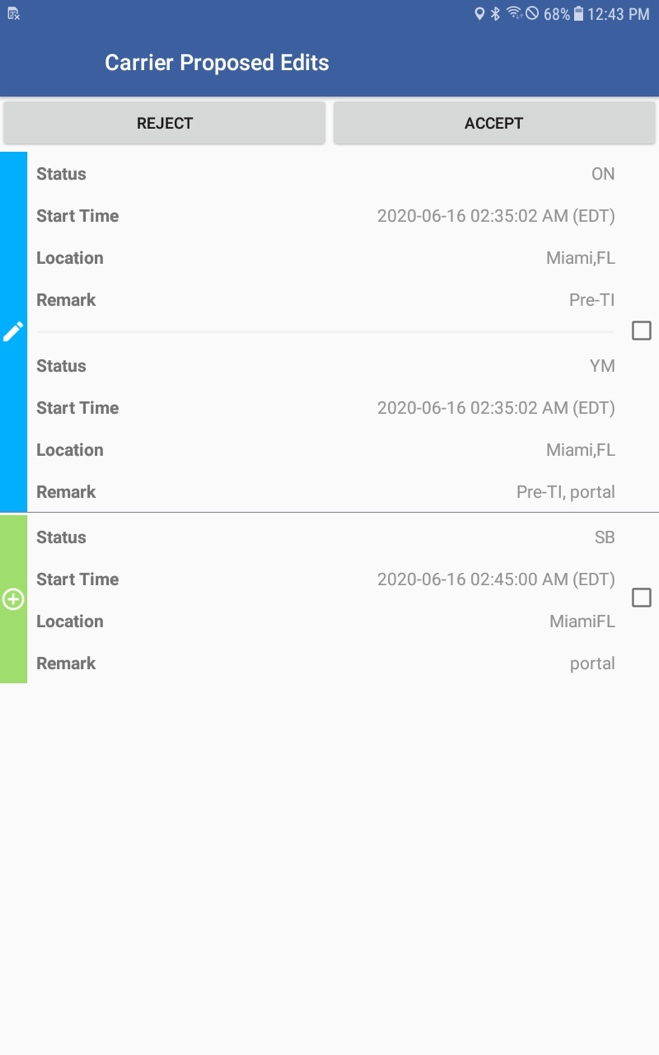 68% 12:43 PM
Carrier Proposed Edits
REJECT ACCEPT
Status ON
Start Time 2020-06-16 02:35:02 AM (EDT)
Location Miami,FL
Remark Pre-TI
Status YM
Start Time 2020-06-16 02:35:02 AM (EDT)
Location Miami,FL
Remark Pre-TI, portal
Status SB
Start Time 2020-06-16 02:45:00 AM (EDT)
Location MiamiFL
Remark portal